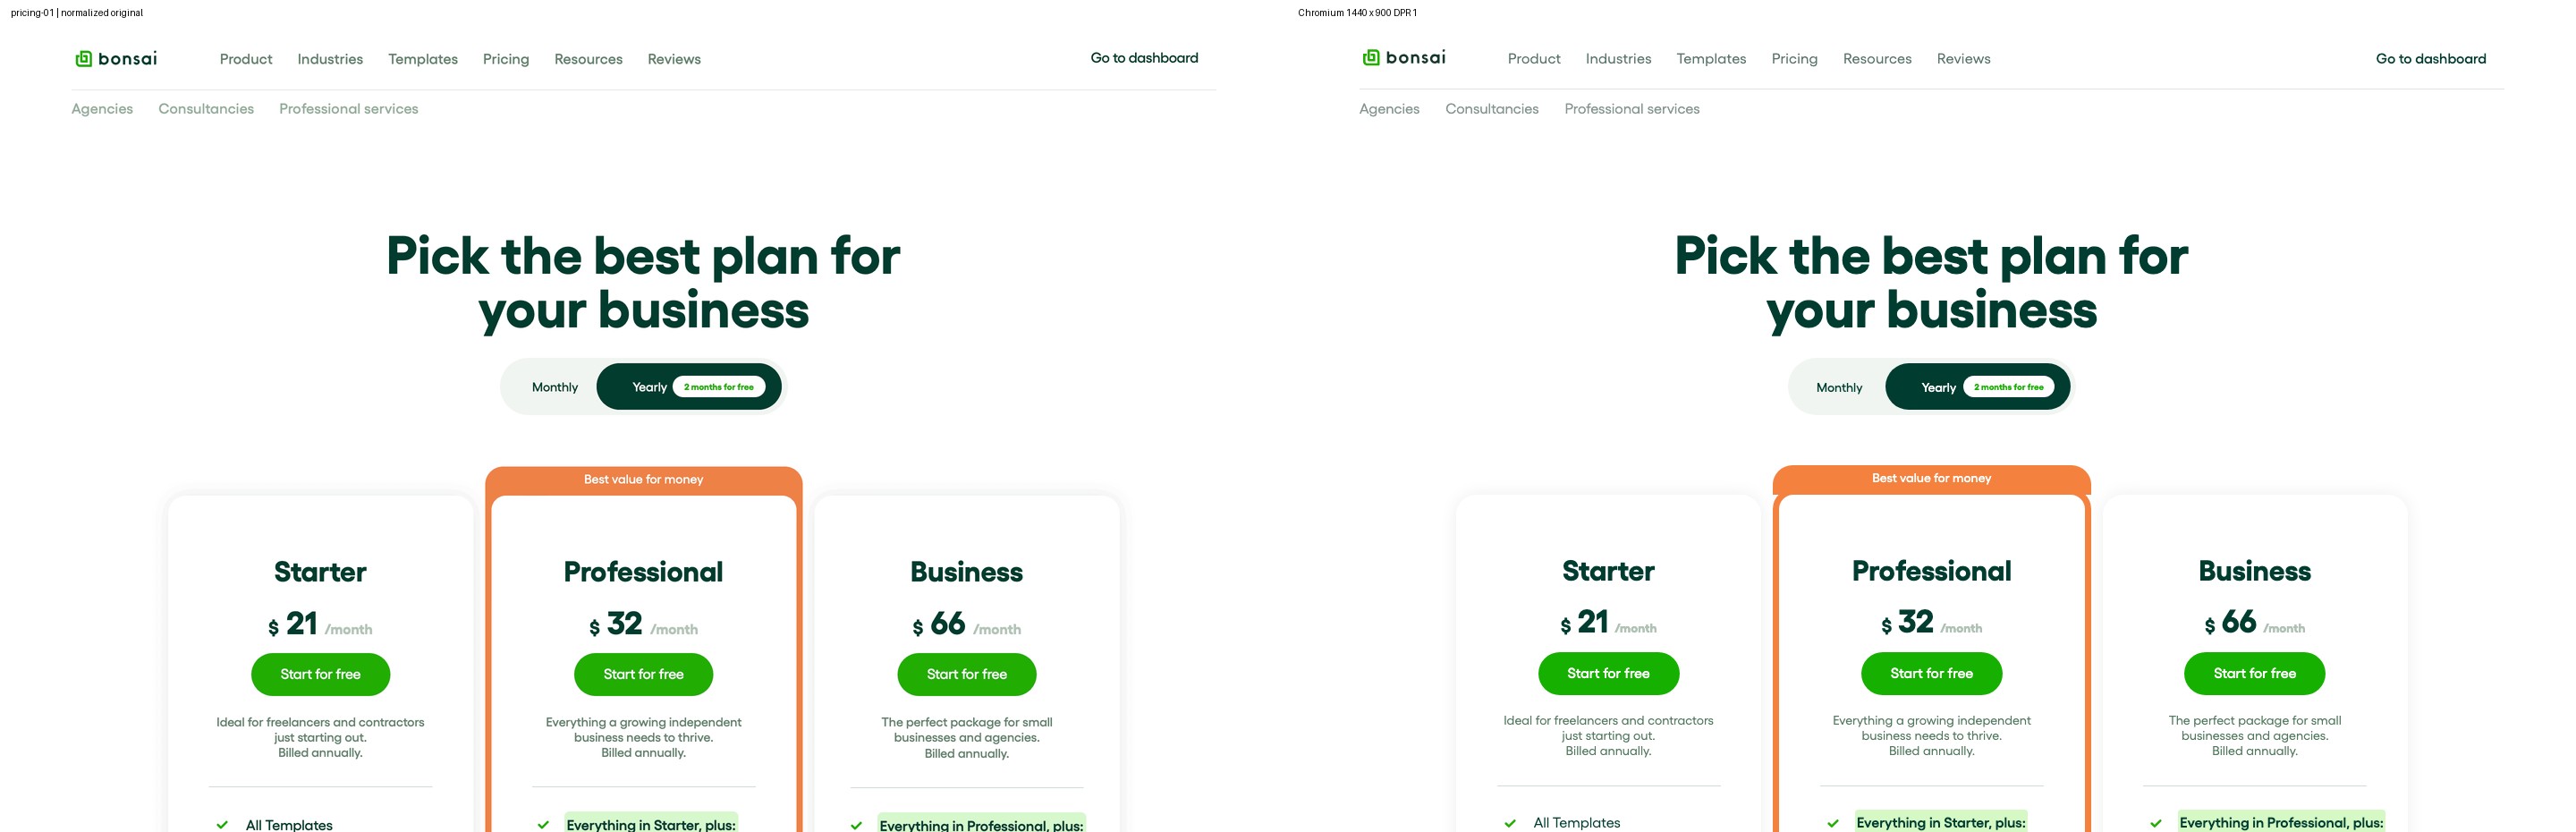 pricing-01 | normalized original
bonsai Product Industries Templates Pricing Resources Reviews Go to dashboard
Agencies Consultancies Professional services
Pick the best plan for
your business
Monthly Yearly 2 months for free
Best value for money
Starter Professional Business
$ 21 /month $ 32 /month $ 66 /month
Start for free Start for free Start for free
Ideal for freelancers and contractors Everything a growing independent The perfect package for small
just starting out. business needs to thrive. businesses and agencies.
Billed annually. Billed annually. Billed annually.
All Templates Everything in Starter, plus: Everything in Professional, plus:
Chromium 1440 x 900 DPR 1
bonsai Product Industries Templates Pricing Resources Reviews Go to dashboard
Agencies Consultancies Professional services
Pick the best plan for
your business
Monthly Yearly 2 months for free
Best value for money
Starter Professional Business
$ 21 /month $ 32 /month $ 66 /month
Start for free Start for free Start for free
Ideal for freelancers and contractors Everything a growing independent The perfect package for small
just starting out. business needs to thrive. businesses and agencies.
Billed annually. Billed annually. Billed annually.
All Templates Everything in Starter, plus: Everything in Professional, plus: